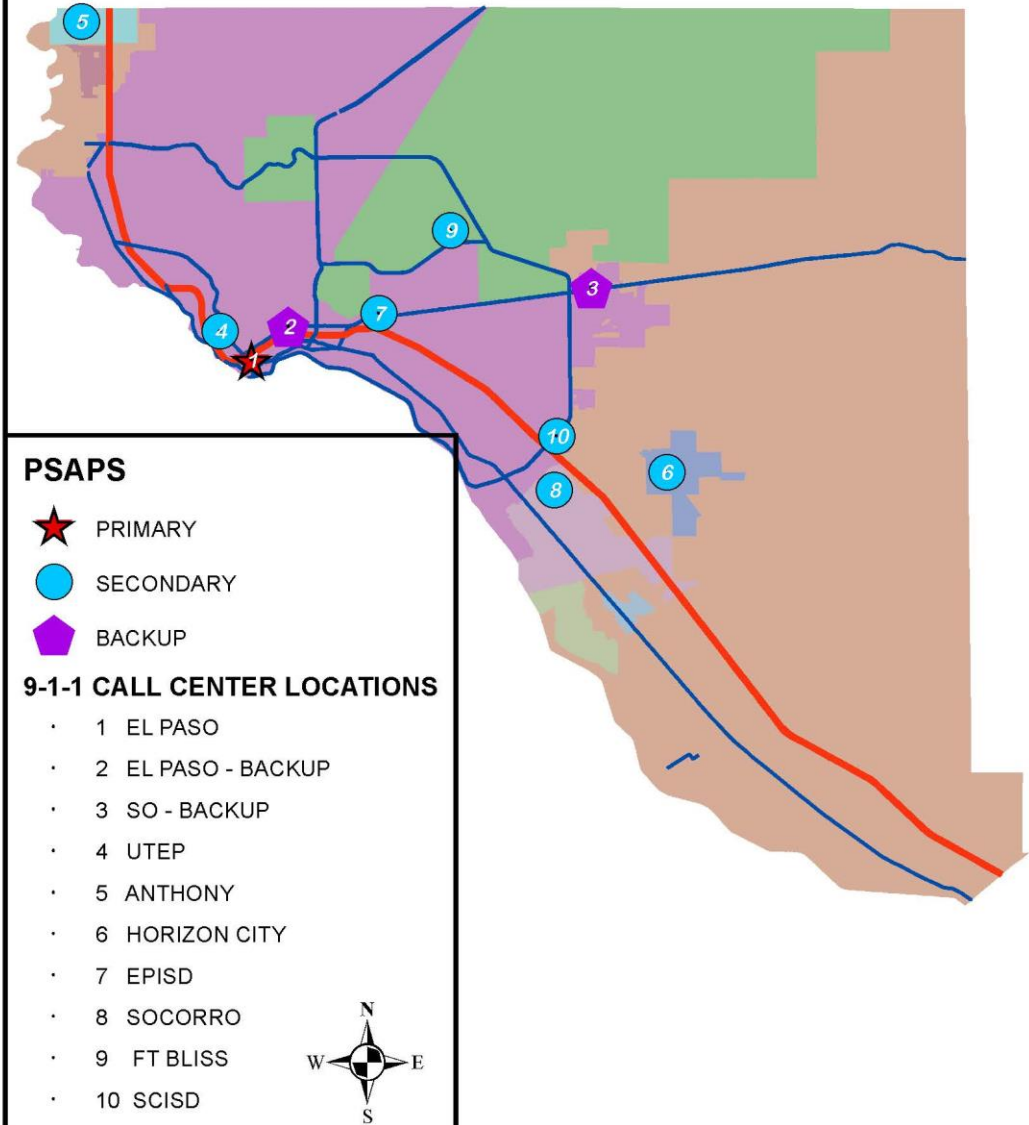 5
9
3
7
2
4
1
10
6
8
PSAPS
PRIMARY
SECONDARY
BACKUP
9-1-1 CALL CENTER LOCATIONS
· 1 EL PASO
· 2 EL PASO - BACKUP
· 3 SO - BACKUP
· 4 UTEP
· 5 ANTHONY
· 6 HORIZON CITY
· 7 EPISD
· 8 SOCORRO
· 9 FT BLISS
· 10 SCISD
N
W E
S